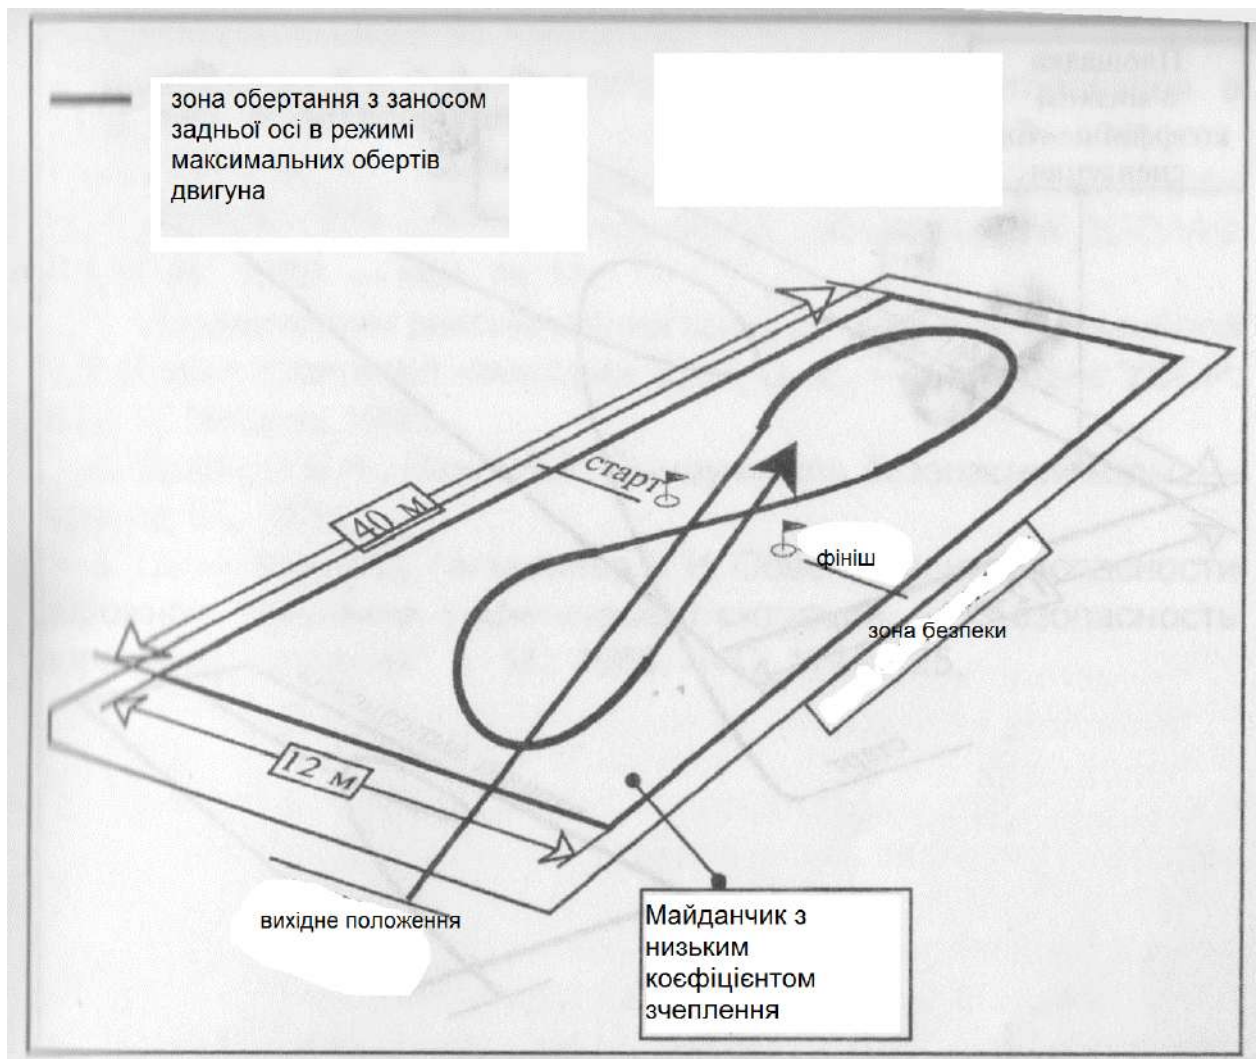 зона обертання з заносом
задньої осі в режимі
максимальних обертів
двигуна
старт
40 м
фініш
зона безпеки
12 м
вихідне положення
Майданчик з
низьким
коєфіцієнтом
зчеплення